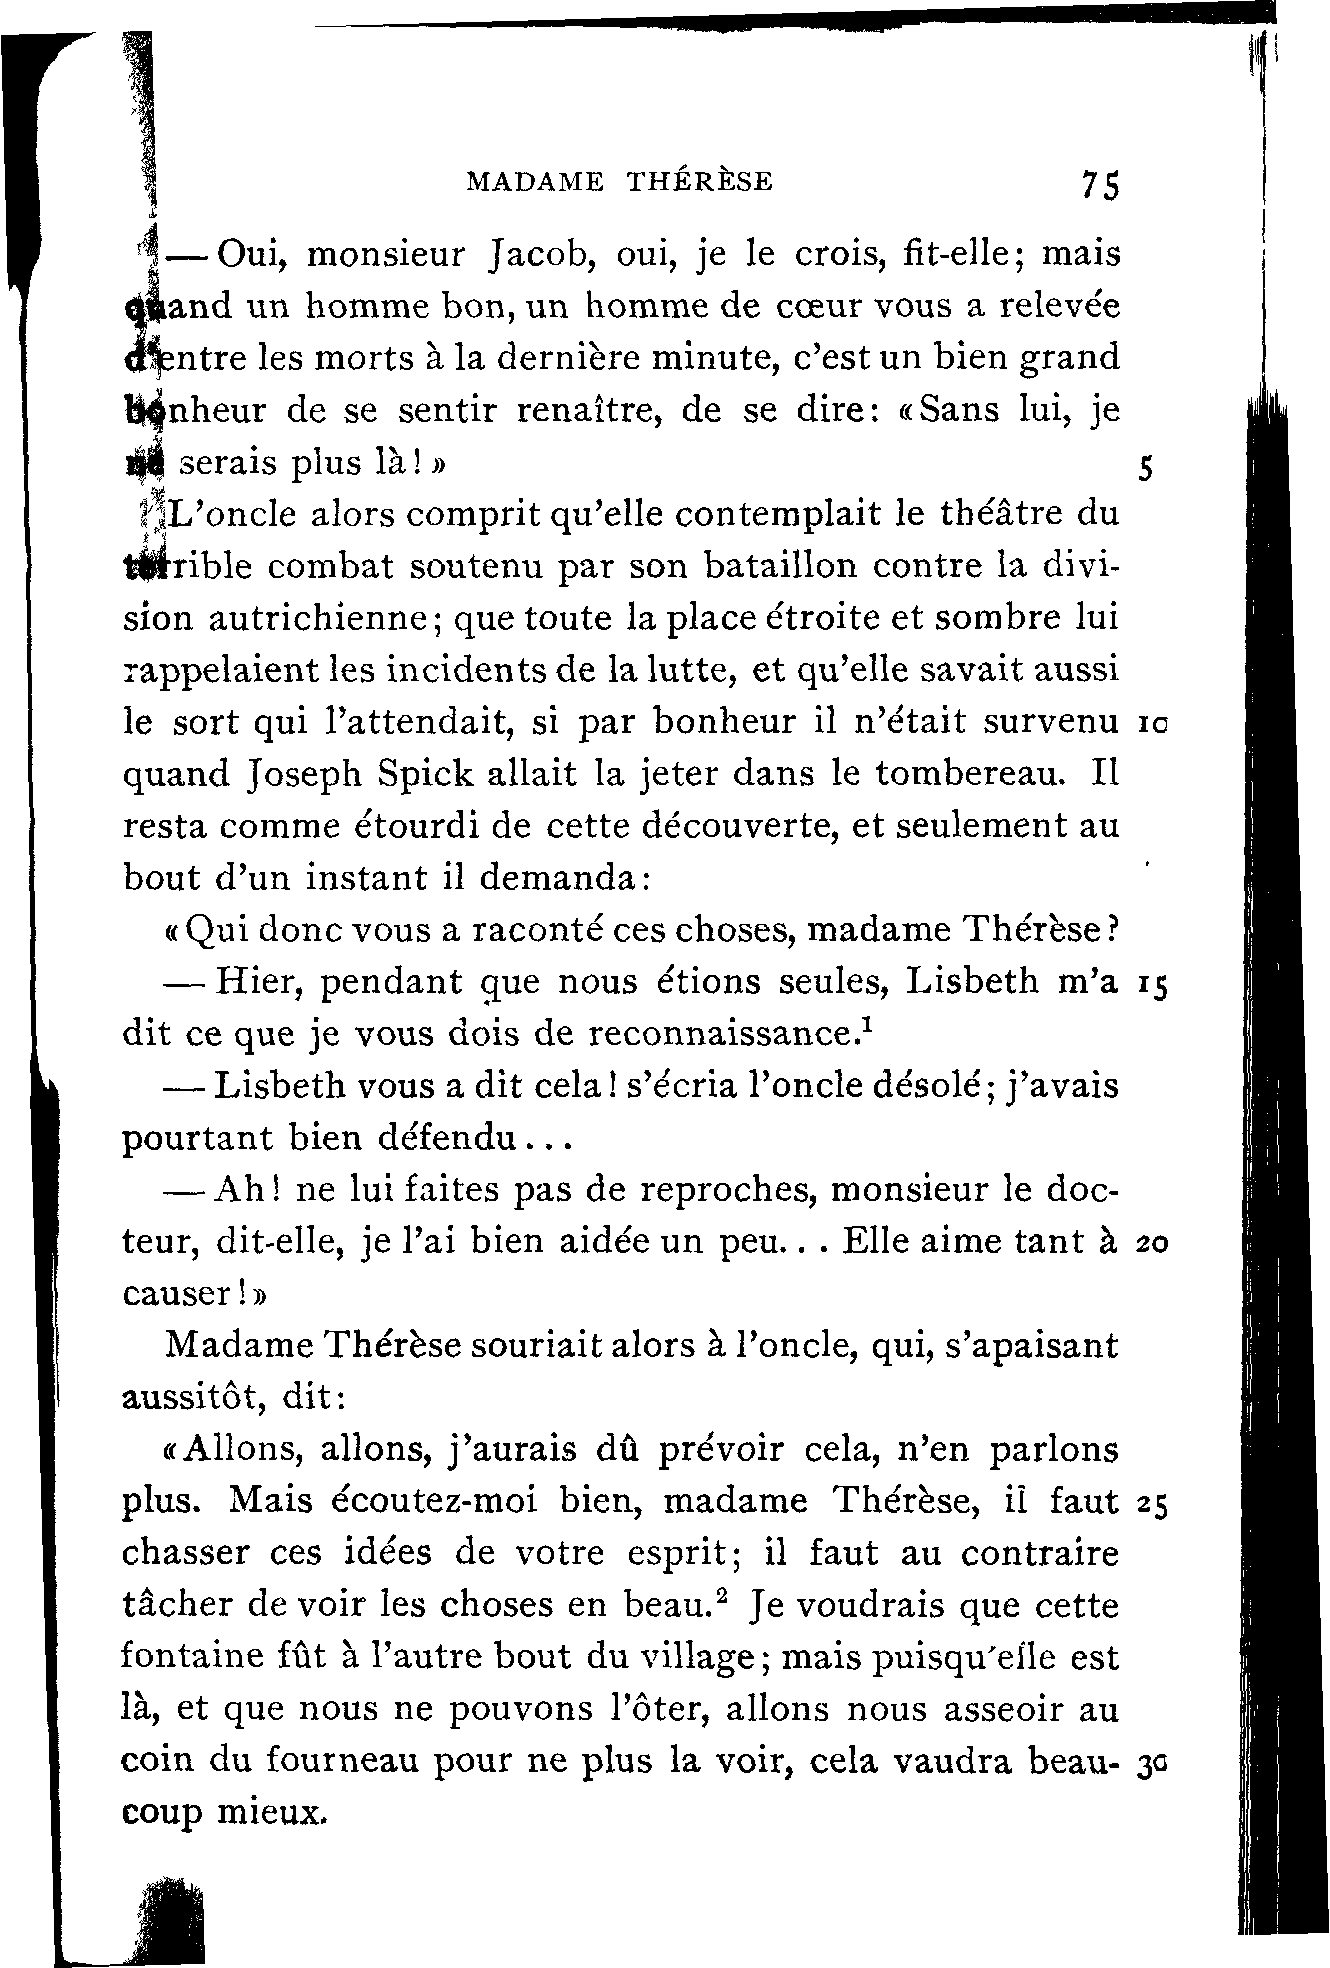 MADAME THÉRÈSE 75
— Oui, monsieur Jacob, oui, je le crois, fit-elle; mais
quand un homme bon, un homme de cœur vous a relevée
d'entre les morts à la dernière minute, c'est un bien grand
bonheur de se sentir renaître, de se dire: «Sans lui, je
ne serais plus là!» 5
L'oncle alors comprit qu'elle contemplait le théâtre du
terrible combat soutenu par son bataillon contre la divi-
sion autrichienne; que toute la place étroite et sombre lui
rappelaient les incidents de la lutte, et qu'elle savait aussi
le sort qui l'attendait, si par bonheur il n'était survenu 10
quand Joseph Spick allait la jeter dans le tombereau. Il
resta comme étourdi de cette découverte, et seulement au
bout d'un instant il demanda:
«Qui donc vous a raconté ces choses, madame Thérèse?
— Hier, pendant que nous étions seules, Lisbeth m'a 15
dit ce que je vous dois de reconnaissance.¹
— Lisbeth vous a dit cela! s'écria l'oncle désolé; j'avais
pourtant bien défendu...
— Ah! ne lui faites pas de reproches, monsieur le doc-
teur, dit-elle, je l'ai bien aidée un peu... Elle aime tant à 20
causer!»
Madame Thérèse souriait alors à l'oncle, qui, s'apaisant
aussitôt, dit:
«Allons, allons, j'aurais dû prévoir cela, n'en parlons
plus. Mais écoutez-moi bien, madame Thérèse, il faut 25
chasser ces idées de votre esprit; il faut au contraire
tâcher de voir les choses en beau.² Je voudrais que cette
fontaine fût à l'autre bout du village; mais puisqu'elle est
là, et que nous ne pouvons l'ôter, allons nous asseoir au
coin du fourneau pour ne plus la voir, cela vaudra beau- 30
coup mieux.